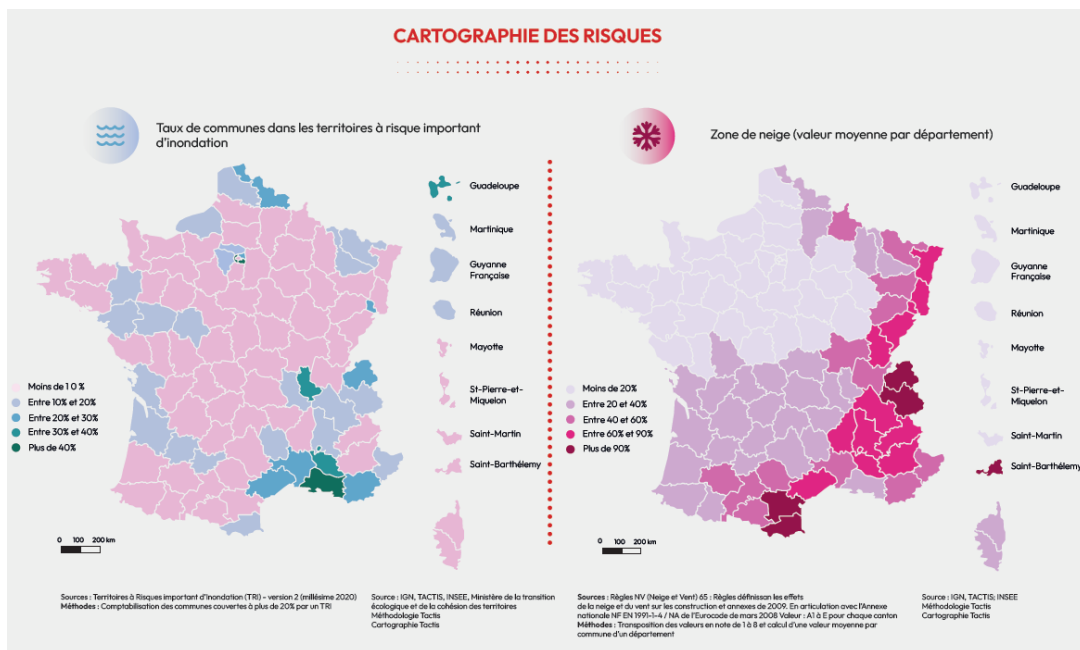 CARTOGRAPHIE DES RISQUES
Taux de communes dans les territoires à risque important
d'inondation
Guadeloupe
Martinique
Guyanne
Française
Réunion
Mayotte
St-Pierre-et-
Miquelon
Saint-Martin
Saint-Barthélemy
Moins de 1 0 %
Entre 10% et 20%
Entre 20% et 30%
Entre 30% et 40%
Plus de 40%
0 100 200 km
Sources : Territoires à Risques important d'Inondation (TRI) - version 2 (millésime 2020)
Méthodes : Comptabilisation des communes couvertes à plus de 20% par un TRI
Source : IGN, TACTIS, INSEE, Ministère de la transition
écologique et de la cohésion des territoires
Méthodologie Tactis
Cartographie Tactis
Zone de neige (valeur moyenne par département)
Guadeloupe
Martinique
Guyanne
Française
Réunion
Mayotte
St-Pierre-et-
Miquelon
Saint-Martin
Saint-Barthélemy
Moins de 20%
Entre 20 et 40%
Entre 40 et 60%
Entre 60% et 90%
Plus de 90%
0 100 200 km
Sources : Règles NV (Neige et Vent) 65 : Règles définissan les effets
de la neige et du vent sur les construction et annexes de 2009. En articulation avec l'Annexe
nationale NF EN 1991-1-4 / NA de l'Eurocode de mars 2008 Valeur : A1 à E pour chaque canton
Méthodes : Transposition des valeurs en note de 1 à 8 et calcul d'une valeur moyenne par
commune d'un département
Source : IGN, TACTIS; INSEE
Méthodologie Tactis
Cartographie Tactis